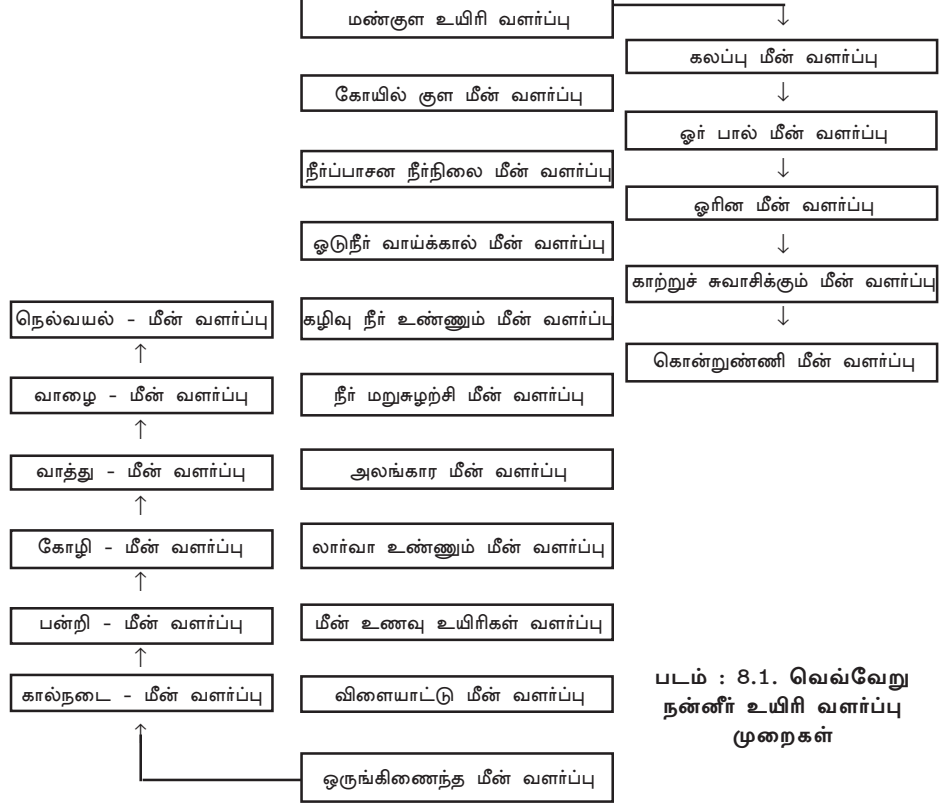 மண்குள உயிரி வளர்ப்பு
கோயில் குள மீன் வளர்ப்பு
நீர்ப்பாசன நீர்நிலை மீன் வளர்ப்பு
ஓடுநீர் வாய்க்கால் மீன் வளர்ப்பு
கழிவு நீர் உண்ணும் மீன் வளர்ப்பு
நீர் மறுசுழற்சி மீன் வளர்ப்பு
அலங்கார மீன் வளர்ப்பு
லார்வா உண்ணும் மீன் வளர்ப்பு
மீன் உணவு உயிரிகள் வளர்ப்பு
விளையாட்டு மீன் வளர்ப்பு
ஒருங்கிணைந்த மீன் வளர்ப்பு
கலப்பு மீன் வளர்ப்பு
ஓர் பால் மீன் வளர்ப்பு
ஓரின மீன் வளர்ப்பு
காற்றுச் சுவாசிக்கும் மீன் வளர்ப்பு
கொன்றுண்ணி மீன் வளர்ப்பு
நெல்வயல் - மீன் வளர்ப்பு
வாழை - மீன் வளர்ப்பு
வாத்து - மீன் வளர்ப்பு
கோழி - மீன் வளர்ப்பு
பன்றி - மீன் வளர்ப்பு
கால்நடை - மீன் வளர்ப்பு
படம் : 8.1. வெவ்வேறு
நன்னீர் உயிரி வளர்ப்பு
முறைகள்